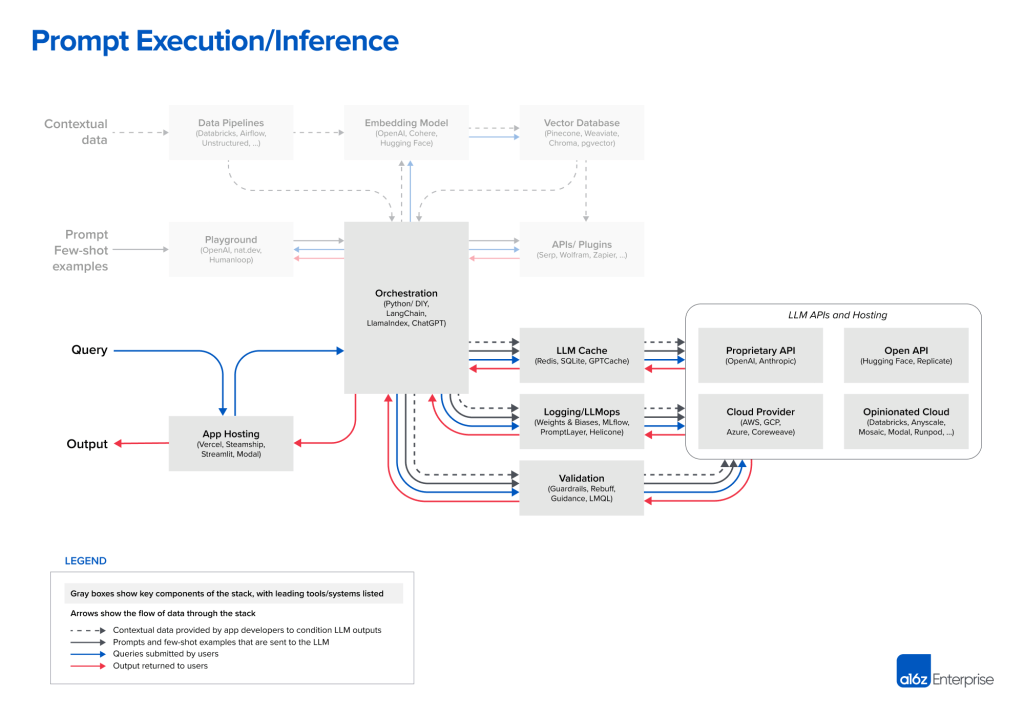 Prompt Execution/Inference
Contextual
data
Data Pipelines
(Databricks, Airflow,
Unstructured, ...)
Embedding Model
(OpenAI, Cohere,
Hugging Face)
Vector Database
(Pinecone, Weaviate,
Chroma, pgvector)
Prompt
Few-shot
examples
Playground
(OpenAI, nat.dev,
Humanloop)
Orchestration
(Python/ DIY,
LangChain,
LlamaIndex, ChatGPT)
APIs/ Plugins
(Serp, Wolfram, Zapier, ...)
Query
Output
App Hosting
(Vercel, Steamship,
Streamlit, Modal)
LLM Cache
(Redis, SQLite, GPTCache)
Logging/LLMops
(Weights & Biases, MLflow,
PromptLayer, Helicone)
Validation
(Guardrails, Rebuff,
Guidance, LMQL)
LLM APIs and Hosting
Proprietary API
(OpenAI, Anthropic)
Open API
(Hugging Face, Replicate)
Cloud Provider
(AWS, GCP,
Azure, Coreweave)
Opinionated Cloud
(Databricks, Anyscale,
Mosaic, Modal, Runpod, ...)
LEGEND
Gray boxes show key components of the stack, with leading tools/systems listed
Arrows show the flow of data through the stack
Contextual data provided by app developers to condition LLM outputs
Prompts and few-shot examples that are sent to the LLM
Queries submitted by users
Output returned to users
a16z Enterprise